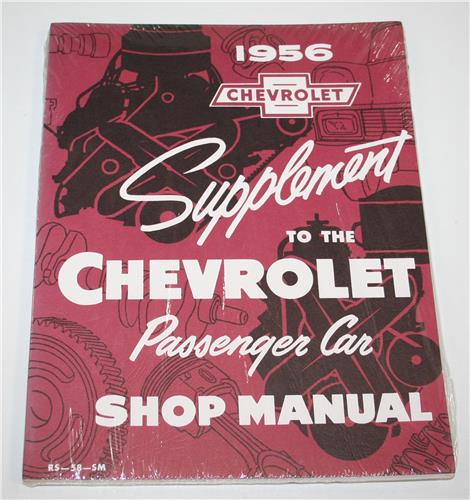 1956
CHEVROLET
Supplement
TO THE
CHEVROLET
Passenger Car
SHOP MANUAL
RS—58—SM